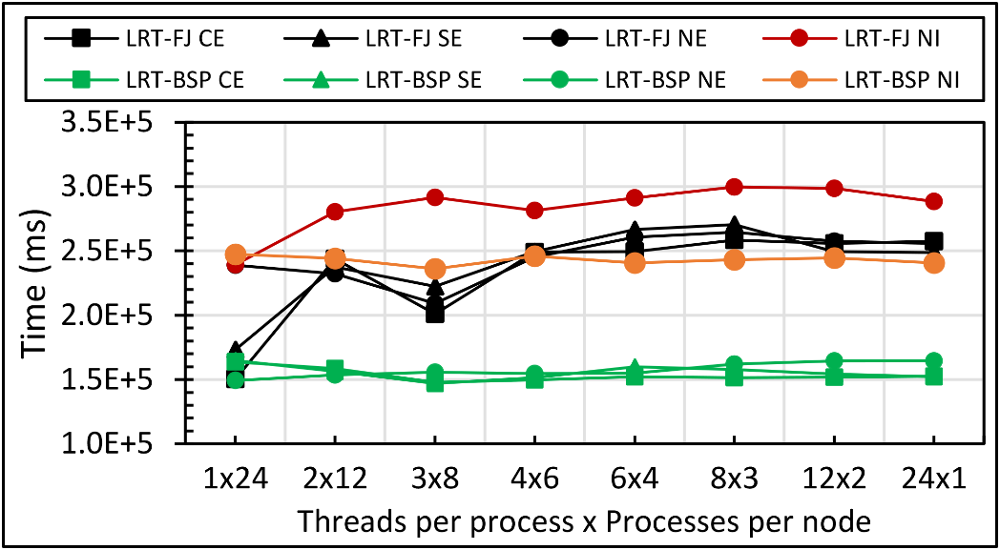 LRT-FJ CE LRT-FJ SE LRT-FJ NE LRT-FJ NI
LRT-BSP CE LRT-BSP SE LRT-BSP NE LRT-BSP NI
Time (ms)
3.5E+5
3.0E+5
2.5E+5
2.0E+5
1.5E+5
1.0E+5
1x24 2x12 3x8 4x6 6x4 8x3 12x2 24x1
Threads per process x Processes per node